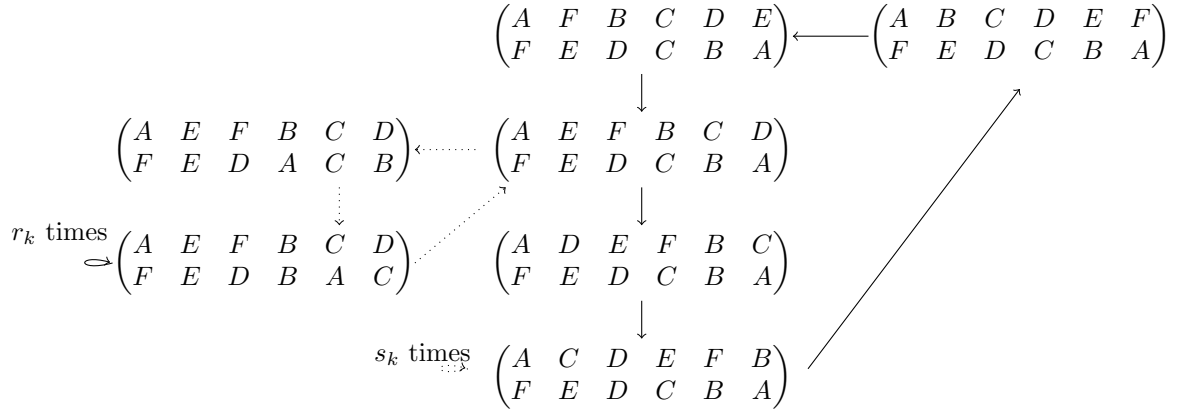 A F B C D E
F E D C B A
A B C D E F
F E D C B A
A E F B C D
F E D A C B
A E F B C D
F E D C B A
r_k times
A E F B C D
F E D B A C
A D E F B C
F E D C B A
s_k times
A C D E F B
F E D C B A